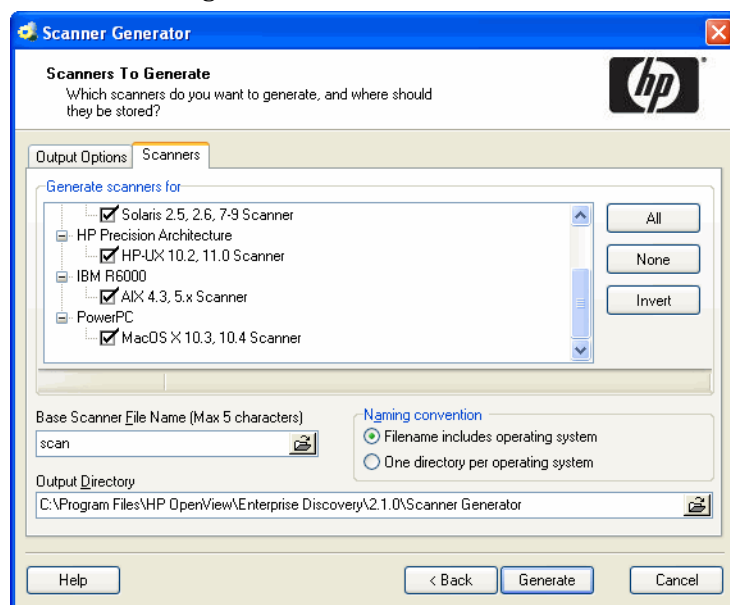 Scanner Generator
Scanners To Generate
Which scanners do you want to generate, and where should
they be stored?
hp
Output Options
Scanners
Generate scanners for
Solaris 2.5, 2.6, 7-9 Scanner
HP Precision Architecture
HP-UX 10.2, 11.0 Scanner
IBM R6000
AIX 4.3, 5.x Scanner
PowerPC
MacOS X 10.3, 10.4 Scanner
All
None
Invert
Base Scanner File Name (Max 5 characters)
scan
Naming convention
Filename includes operating system
One directory per operating system
Output Directory
C:\Program Files\HP OpenView\Enterprise Discovery\2.1.0\Scanner Generator
Help
< Back
Generate
Cancel